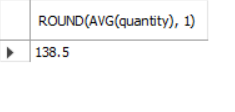 ROUND(AVG(quantity), 1)
138.5